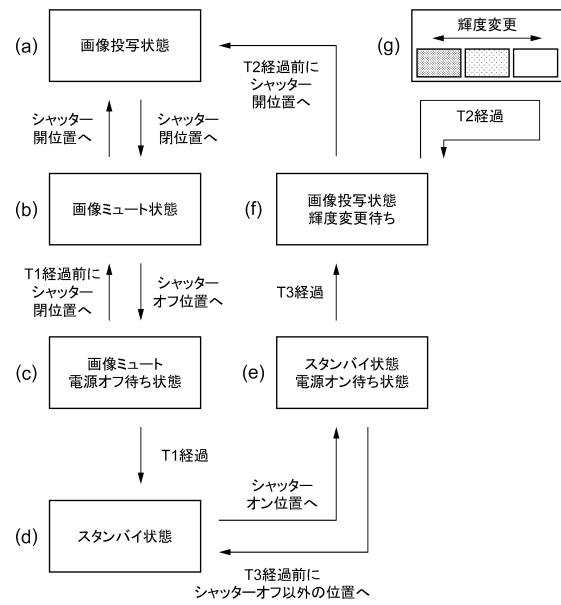 (a)
画像投写状態
(g)
輝度変更
T2経過前に
シャッター
開位置へ
シャッター
開位置へ
シャッター
閉位置へ
T2経過
(b)
画像ミュート状態
(f)
画像投写状態
輝度変更待ち
T1経過前に
シャッター
閉位置へ
シャッター
オフ位置へ
T3経過
(c)
画像ミュート
電源オフ待ち状態
(e)
スタンバイ状態
電源オン待ち状態
T1経過
シャッター
オン位置へ
(d)
スタンバイ状態
T3経過前に
シャッターオフ以外の位置へ